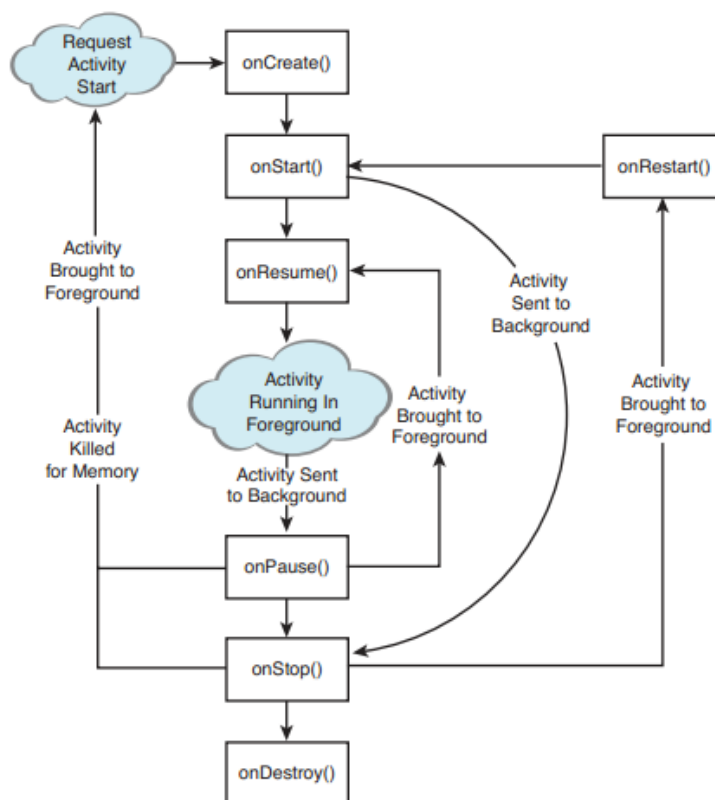 Request
Activity
Start
onCreate()
onStart()
onRestart()
onResume()
Activity
Brought to
Foreground
Activity
Sent to
Background
Activity
Running In
Foreground
Activity
Brought to
Foreground
Activity
Brought to
Foreground
Activity
Killed
for Memory
Activity Sent
to Background
onPause()
onStop()
onDestroy()